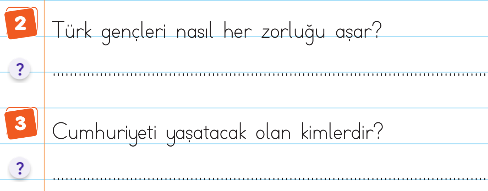 2 Türk gençleri nasıl her zorluğu aşar?
?
3 Cumhuriyeti yaşatacak olan kimlerdir?
?